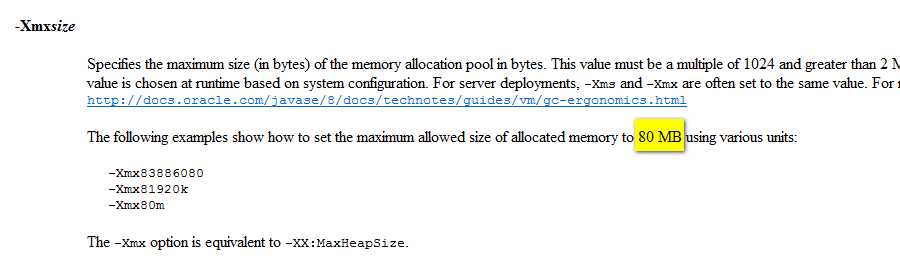 -Xmxsize
Specifies the maximum size (in bytes) of the memory allocation pool in bytes. This value must be a multiple of 1024 and greater than 2
value is chosen at runtime based on system configuration. For server deployments, -Xms and -Xmx are often set to the same value. For
http://docs.oracle.com/javase/8/docs/technotes/guides/vm/gc-ergonomics.html
The following examples show how to set the maximum allowed size of allocated memory to 80 MB using various units:
-Xmx83886080
-Xmx81920k
-Xmx80m
The -Xmx option is equivalent to -XX:MaxHeapSize.